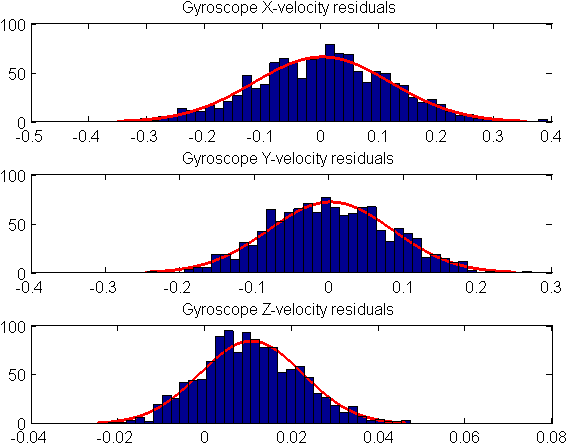 Gyroscope X-velocity residuals
100
50
0
-0.5 -0.4 -0.3 -0.2 -0.1 0 0.1 0.2 0.3 0.4
Gyroscope Y-velocity residuals
100
50
0
-0.4 -0.3 -0.2 -0.1 0 0.1 0.2 0.3
Gyroscope Z-velocity residuals
100
50
0
-0.04 -0.02 0 0.02 0.04 0.06 0.08